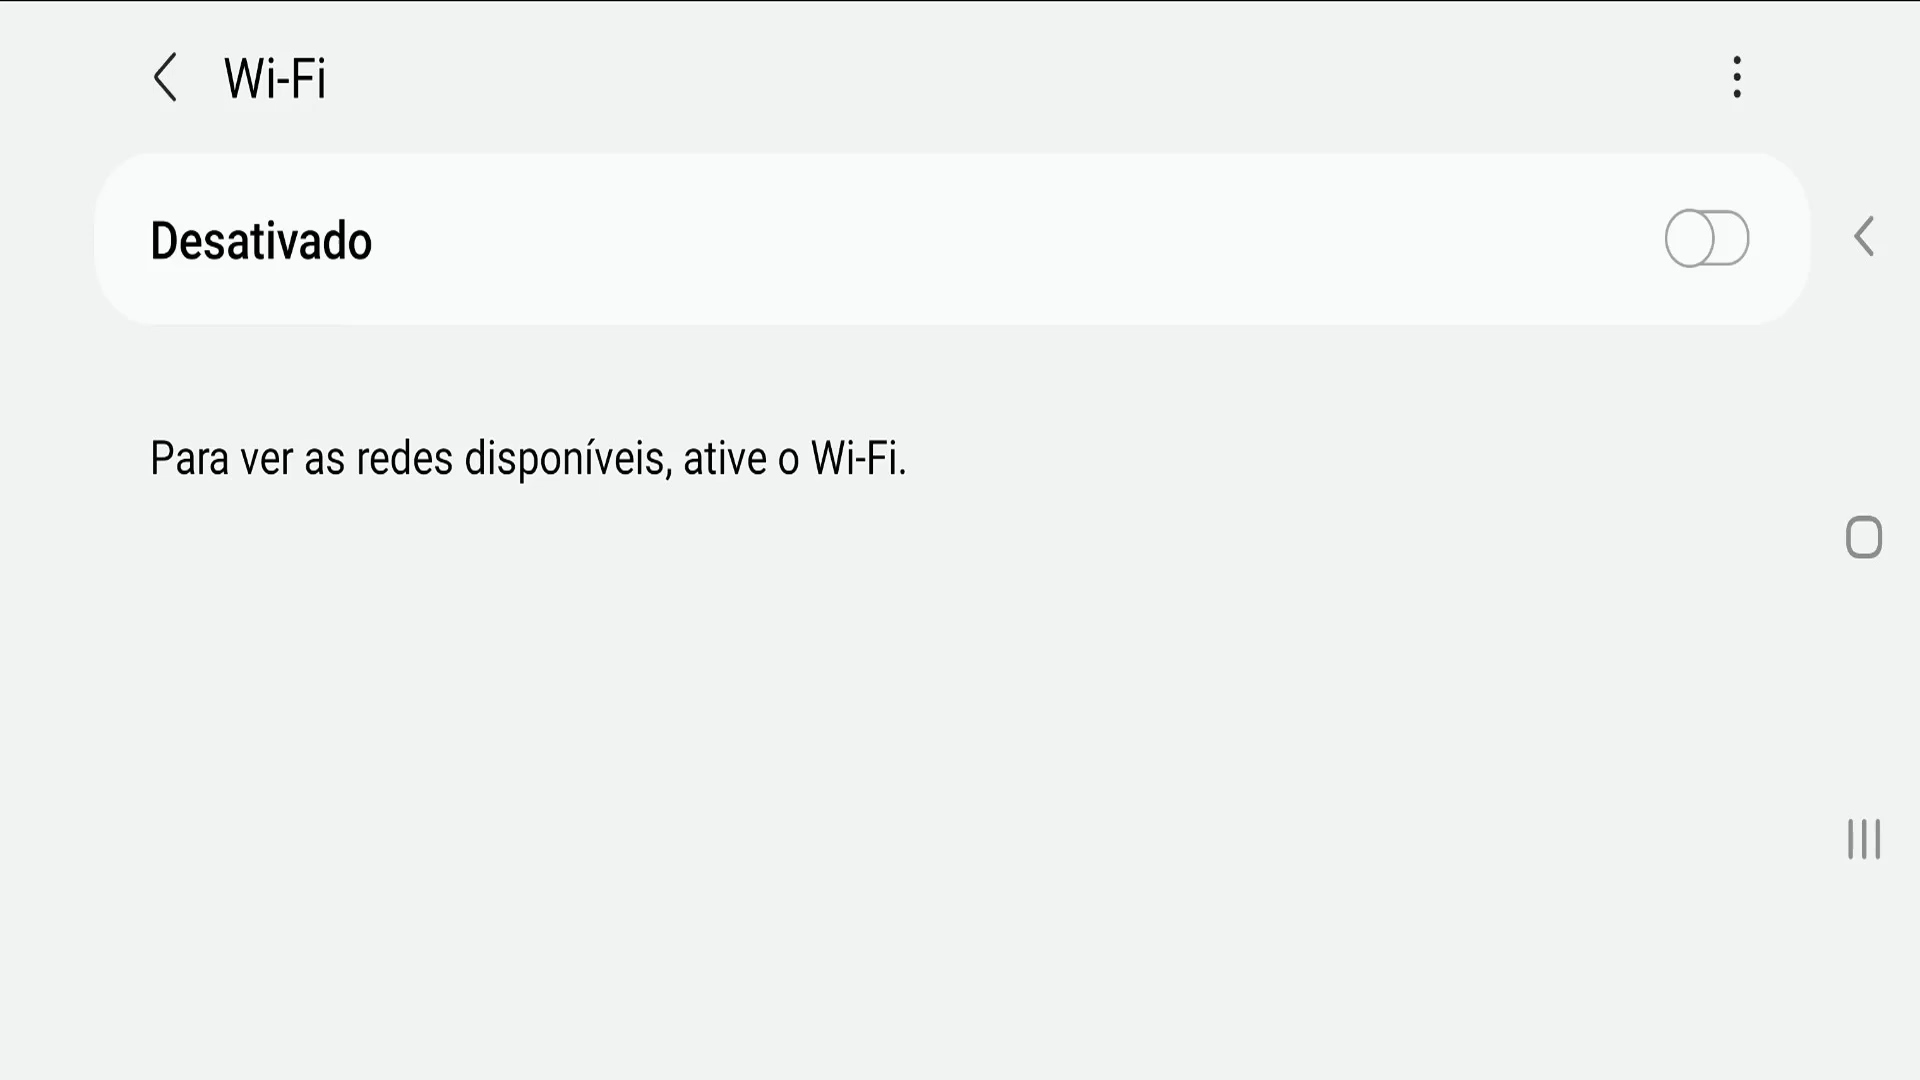 Wi-Fi
Desativado
Para ver as redes disponíveis, ative o Wi-Fi.